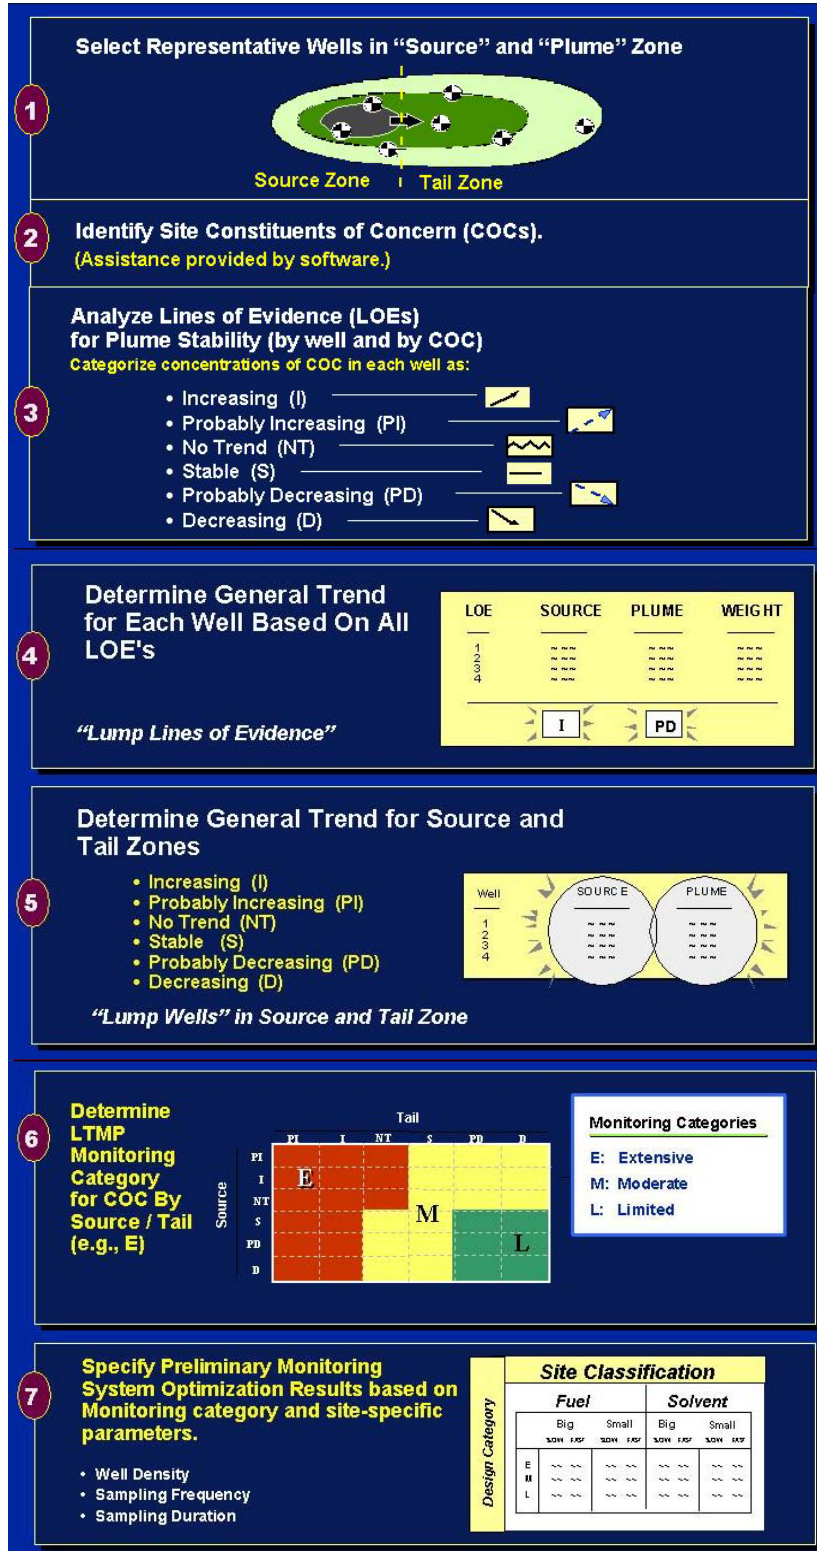 1
Select Representative Wells in “Source” and “Plume” Zone
Source Zone
Tail Zone
2
Identify Site Constituents of Concern (COCs).
(Assistance provided by software.)
3
Analyze Lines of Evidence (LOEs)
for Plume Stability (by well and by COC)
Categorize concentrations of COC in each well as:
• Increasing (I)
• Probably Increasing (PI)
• No Trend (NT)
• Stable (S)
• Probably Decreasing (PD)
• Decreasing (D)
4
Determine General Trend
for Each Well Based On All
LOE's
“Lump Lines of Evidence”
LOE SOURCE PLUME WEIGHT
1 ~ ~~ ~ ~~ ~ ~~
2 ~ ~~ ~ ~~ ~ ~~
3 ~ ~~ ~ ~~ ~ ~~
4 ~ ~~ ~ ~~ ~ ~~
I PD
5
Determine General Trend for Source and
Tail Zones
• Increasing (I)
• Probably Increasing (PI)
• No Trend (NT)
• Stable (S)
• Probably Decreasing (PD)
• Decreasing (D)
“Lump Wells” in Source and Tail Zone
Well SOURCE PLUME
1 ~ ~~ ~ ~~
2 ~ ~~ ~ ~~
3 ~ ~~ ~ ~~
4 ~ ~~ ~ ~~
6
Determine
LTMP
Monitoring
Category
for COC By
Source / Tail
(e.g., E)
Tail
PI I NT S PD D
Source
PI
I
NT
S
PD
D
E
M
L
Monitoring Categories
E: Extensive
M: Moderate
L: Limited
7
Specify Preliminary Monitoring
System Optimization Results based on
Monitoring category and site-specific
parameters.
• Well Density
• Sampling Frequency
• Sampling Duration
Design Category
Site Classification
Fuel Solvent
Big Small Big Small
SLOW FAST SLOW FAST SLOW FAST SLOW FAST
E ~~ ~~ ~~ ~~ ~~ ~~ ~~ ~~
M ~~ ~~ ~~ ~~ ~~ ~~ ~~ ~~
L ~~ ~~ ~~ ~~ ~~ ~~ ~~ ~~